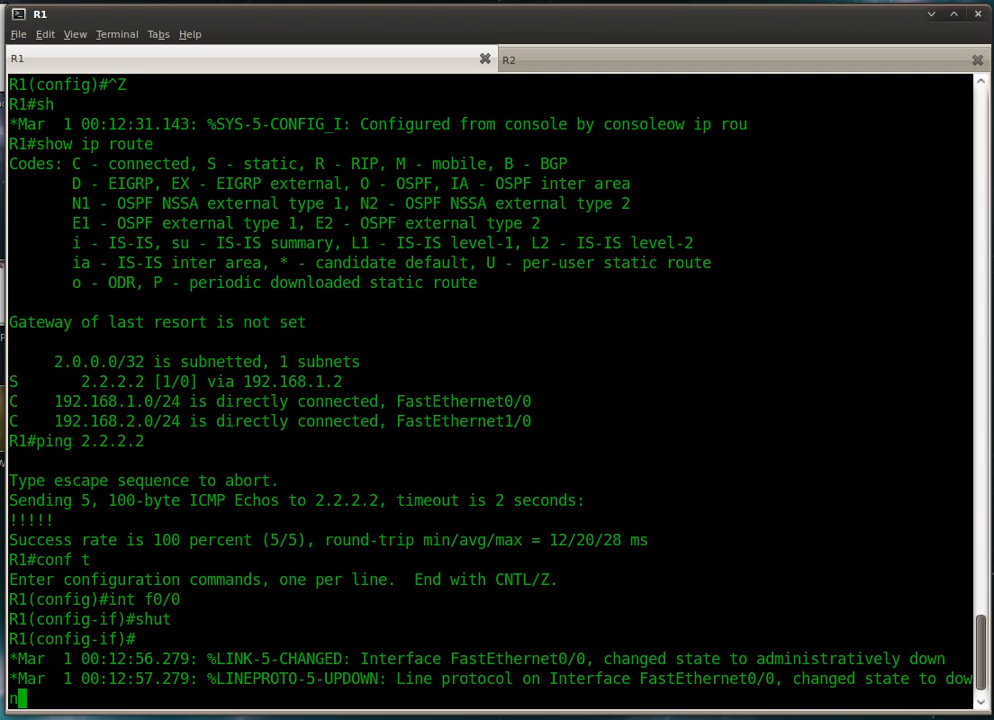 R1
File Edit View Terminal Tabs Help
R1 R2
R1(config)#^Z
R1#sh
*Mar  1 00:12:31.143: %SYS-5-CONFIG_I: Configured from console by consoleow ip rou
R1#show ip route
Codes: C - connected, S - static, R - RIP, M - mobile, B - BGP
       D - EIGRP, EX - EIGRP external, O - OSPF, IA - OSPF inter area
       N1 - OSPF NSSA external type 1, N2 - OSPF NSSA external type 2
       E1 - OSPF external type 1, E2 - OSPF external type 2
       i - IS-IS, su - IS-IS summary, L1 - IS-IS level-1, L2 - IS-IS level-2
       ia - IS-IS inter area, * - candidate default, U - per-user static route
       o - ODR, P - periodic downloaded static route
Gateway of last resort is not set
     2.0.0.0/32 is subnetted, 1 subnets
S       2.2.2.2 [1/0] via 192.168.1.2
C    192.168.1.0/24 is directly connected, FastEthernet0/0
C    192.168.2.0/24 is directly connected, FastEthernet1/0
R1#ping 2.2.2.2
Type escape sequence to abort.
Sending 5, 100-byte ICMP Echos to 2.2.2.2, timeout is 2 seconds:
!!!!!
Success rate is 100 percent (5/5), round-trip min/avg/max = 12/20/28 ms
R1#conf t
Enter configuration commands, one per line.  End with CNTL/Z.
R1(config)#int f0/0
R1(config-if)#shut
R1(config-if)#
*Mar  1 00:12:56.279: %LINK-5-CHANGED: Interface FastEthernet0/0, changed state to administratively down
*Mar  1 00:12:57.279: %LINEPROTO-5-UPDOWN: Line protocol on Interface FastEthernet0/0, changed state to dow
n